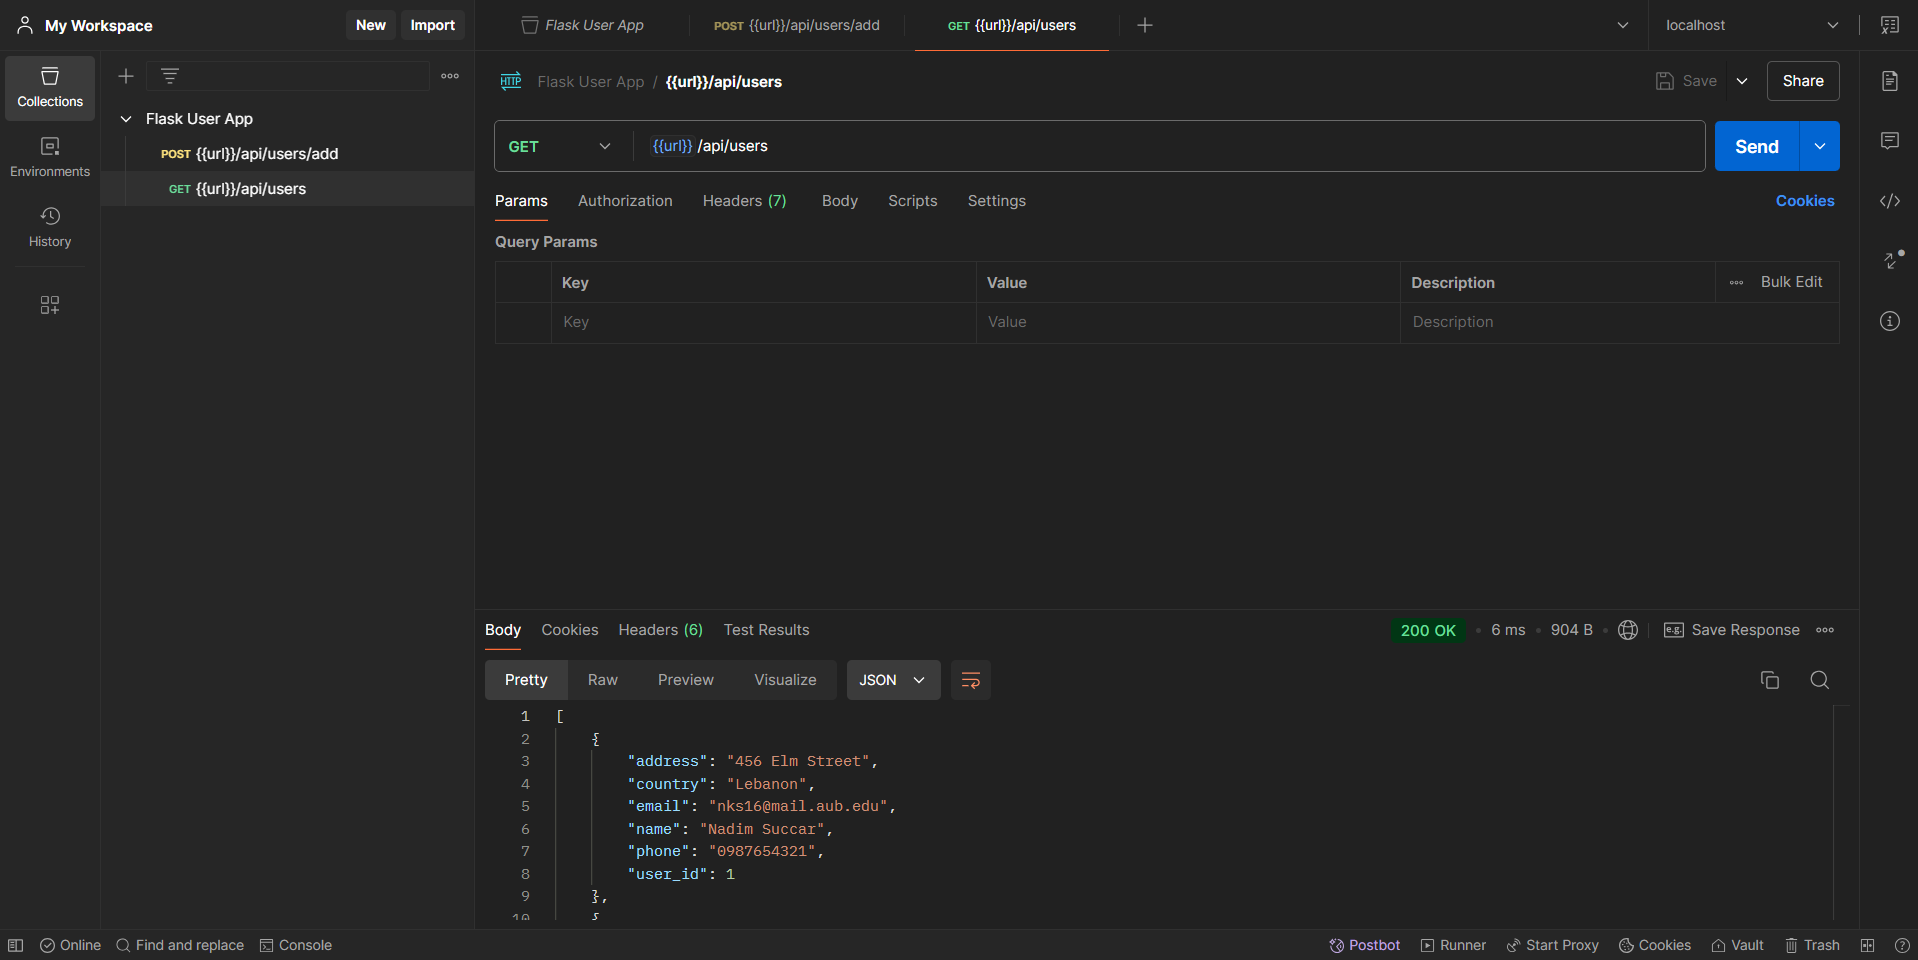 My Workspace
New
Import
Flask User App
POST {{url}}/api/users/add
GET {{url}}/api/users
localhost
Collections
Environments
History
Flask User App
POST {{url}}/api/users/add
GET {{url}}/api/users
HTTP Flask User App / {{url}}/api/users
Save
Share
GET
{{url}} /api/users
Send
Params
Authorization
Headers (7)
Body
Scripts
Settings
Cookies
Query Params
Key
Value
Description
Bulk Edit
Key
Value
Description
Body
Cookies
Headers (6)
Test Results
200 OK
6 ms
904 B
e.g. Save Response
Pretty
Raw
Preview
Visualize
JSON
1 [
2 {
3 "address": "456 Elm Street",
4 "country": "Lebanon",
5 "email": "nks16@mail.aub.edu",
6 "name": "Nadim Succar",
7 "phone": "0987654321",
8 "user_id": 1
9 },
10 {
Online
Find and replace
Console
Postbot
Runner
Start Proxy
Cookies
Vault
Trash